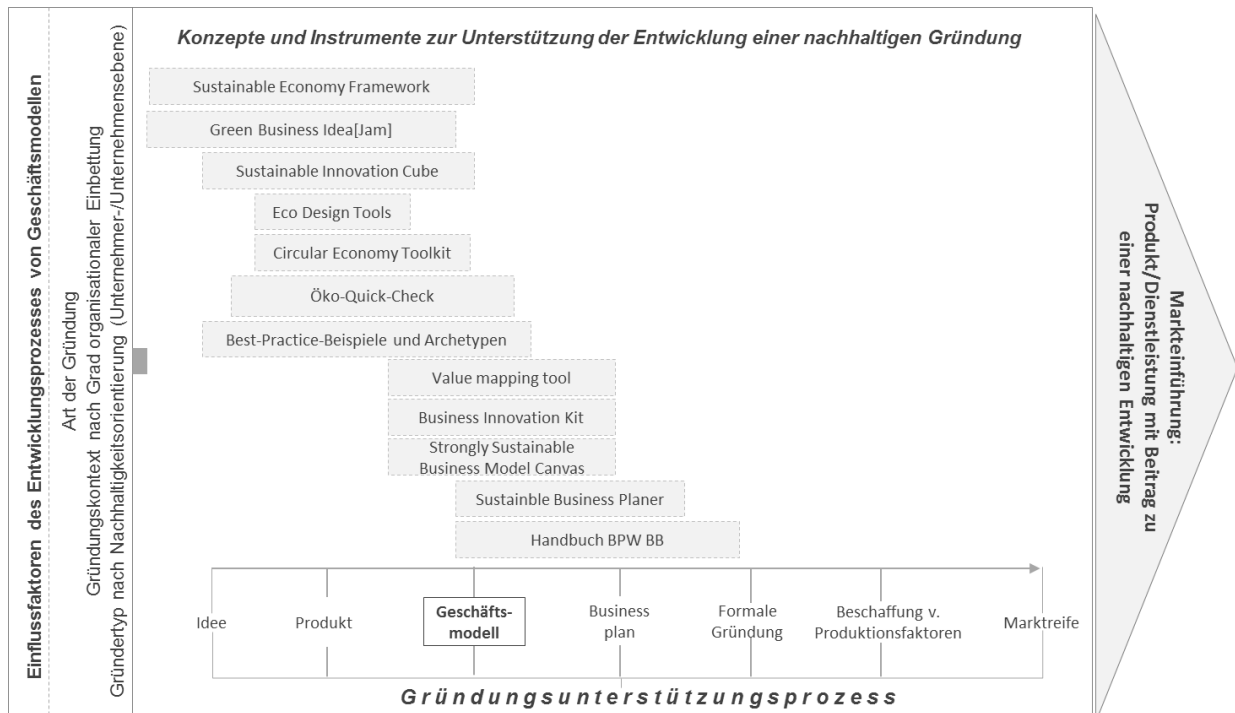 Einflussfaktoren des Entwicklungsprozesses von Geschäftsmodellen
Art der Gründung
Gründungskontext nach Grad organisationaler Einbettung
Gründertyp nach Nachhaltigkeitsorientierung (Unternehmer-/Unternehmensebene)
Konzepte und Instrumente zur Unterstützung der Entwicklung einer nachhaltigen Gründung
Sustainable Economy Framework
Green Business Idea[Jam]
Sustainable Innovation Cube
Eco Design Tools
Circular Economy Toolkit
Öko-Quick-Check
Best-Practice-Beispiele und Archetypen
Value mapping tool
Business Innovation Kit
Strongly Sustainable
Business Model Canvas
Sustainble Business Planer
Handbuch BPW BB
Idee
Produkt
Geschäfts-
modell
Business
plan
Formale
Gründung
Beschaffung v.
Produktionsfaktoren
Marktreife
Gründungsunterstützungsprozess
Markteinführung:
Produkt/Dienstleistung mit Beitrag zu
einer nachhaltigen Entwicklung